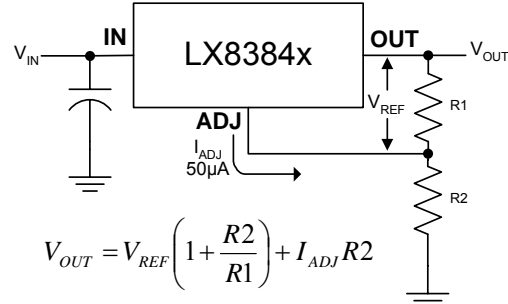 IN
LX8384x
OUT
V_IN
V_OUT
V_REF
R1
ADJ
I_ADJ
50µA
R2
V_OUT = V_REF (1 + R2/R1) + I_ADJ R2